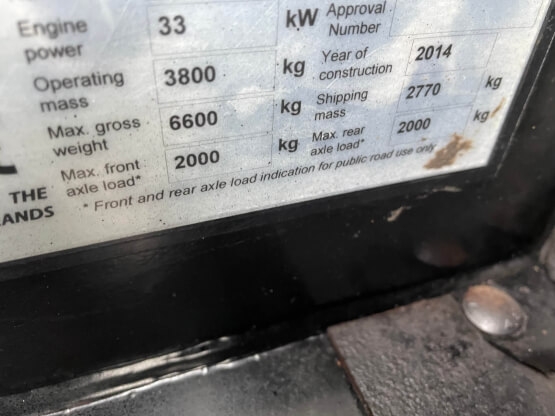 Engine power 33 kW Approval Number
Operating mass 3800 kg Year of construction 2014
Max. gross weight 6600 kg Shipping mass 2770 kg
Max. front axle load* 2000 kg Max. rear axle load* 2000 kg
* Front and rear axle load indication for public road use only
THE